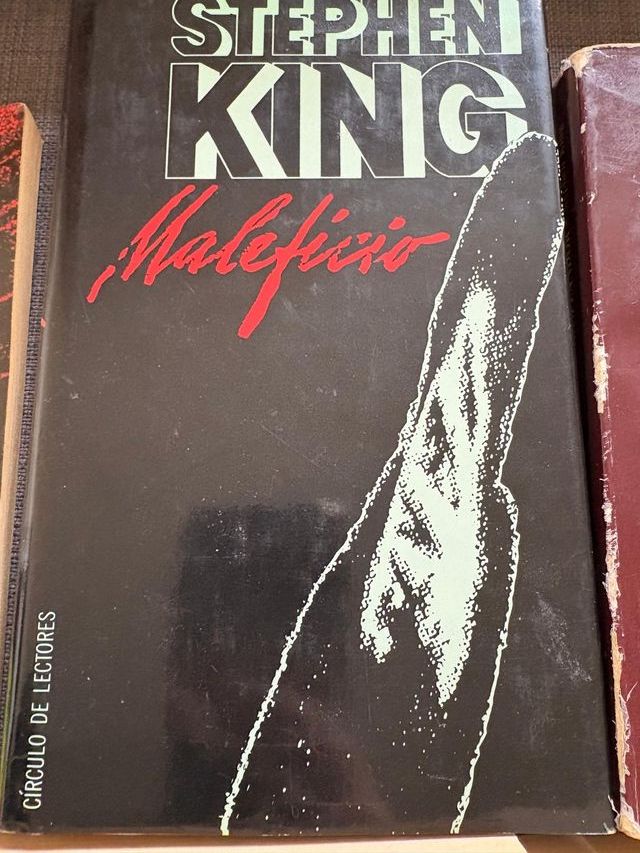 STEPHEN
KING
Maleficio
CÍRCULO DE LECTORES